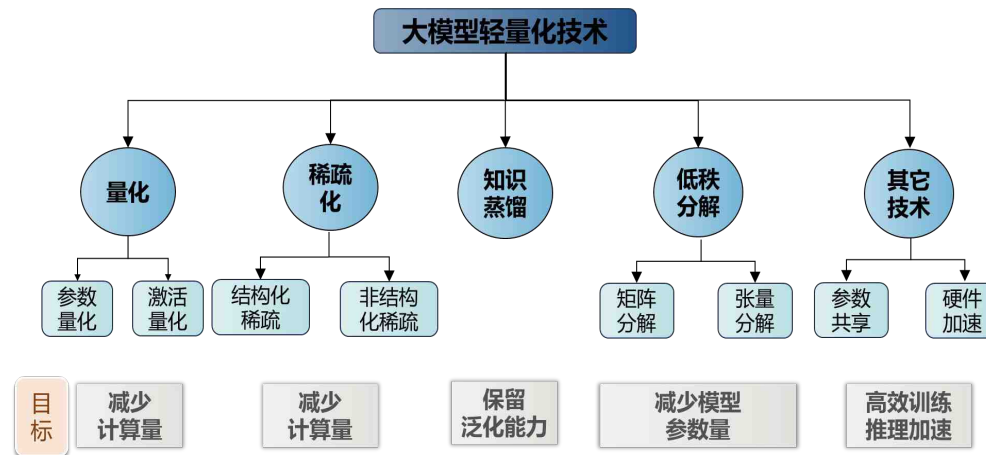 大模型轻量化技术
量化
稀疏
化
知识
蒸馏
低秩
分解
其它
技术
参数
量化
激活
量化
结构化
稀疏
非结构
化稀疏
矩阵
分解
张量
分解
参数
共享
硬件
加速
目
标
减少
计算量
减少
计算量
保留
泛化能力
减少模型
参数量
高效训练
推理加速